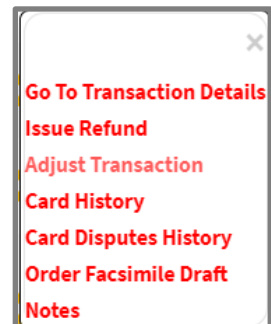 ×
Go To Transaction Details
Issue Refund
Adjust Transaction
Card History
Card Disputes History
Order Facsimile Draft
Notes